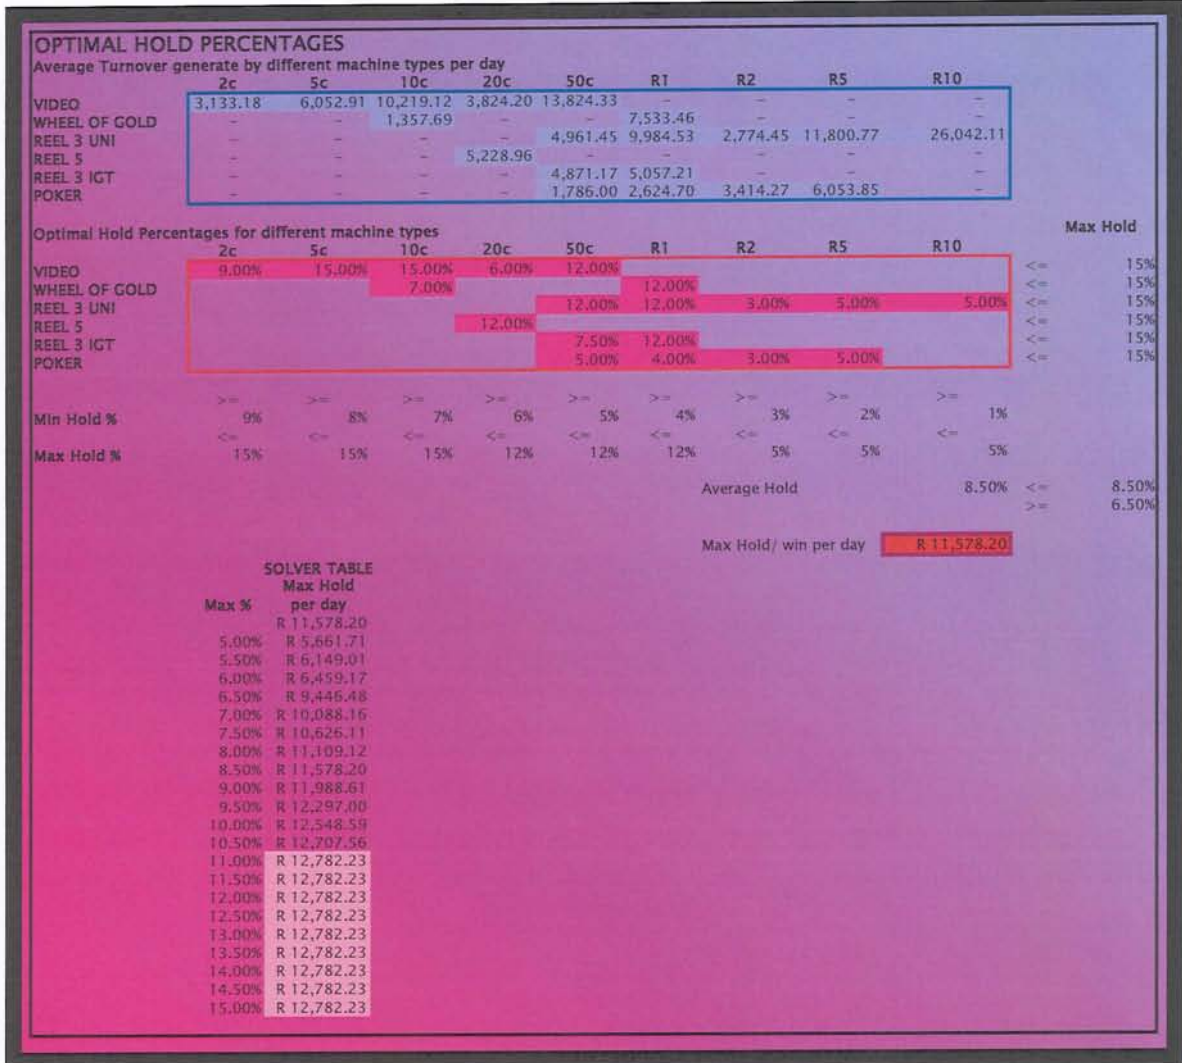 OPTIMAL HOLD PERCENTAGES
Average Turnover generate by different machine types per day
2c 5c 10c 20c 50c R1 R2 R5 R10
VIDEO 3,133.18 6,052.91 10,219.12 3,824.20 13,824.33 - - - -
WHEEL OF GOLD - - 1,357.69 - - 7,533.46 - - -
REEL 3 UNI - - - - 4,961.45 9,984.53 2,774.45 11,800.77 26,042.11
REEL 5 - - - 5,228.96 - - - - -
REEL 3 IGT - - - - 4,871.17 5,057.21 - - -
POKER - - - - 1,786.00 2,624.70 3,414.27 6,053.85 -
Optimal Hold Percentages for different machine types Max Hold
2c 5c 10c 20c 50c R1 R2 R5 R10
VIDEO 9.00% 15.00% 15.00% 6.00% 12.00% <= 15%
WHEEL OF GOLD 7.00% 12.00% <= 15%
REEL 3 UNI 12.00% 12.00% 3.00% 5.00% 5.00% <= 15%
REEL 5 12.00% <= 15%
REEL 3 IGT 7.50% 12.00% <= 15%
POKER 5.00% 4.00% 3.00% 5.00% <= 15%
>= >= >= >= >= >= >= >= >=
Min Hold % 9% 8% 7% 6% 5% 4% 3% 2% 1%
<= <= <= <= <= <= <= <= <=
Max Hold % 15% 15% 15% 12% 12% 12% 5% 5% 5%
Average Hold 8.50% <= 8.50%
>= 6.50%
Max Hold/ win per day R 11,578.20
SOLVER TABLE
Max Hold
Max % per day
R 11,578.20
5.00% R 5,661.71
5.50% R 6,149.01
6.00% R 6,459.17
6.50% R 9,446.48
7.00% R 10,088.16
7.50% R 10,626.11
8.00% R 11,109.12
8.50% R 11,578.20
9.00% R 11,988.61
9.50% R 12,297.00
10.00% R 12,548.59
10.50% R 12,707.56
11.00% R 12,782.23
11.50% R 12,782.23
12.00% R 12,782.23
12.50% R 12,782.23
13.00% R 12,782.23
13.50% R 12,782.23
14.00% R 12,782.23
14.50% R 12,782.23
15.00% R 12,782.23